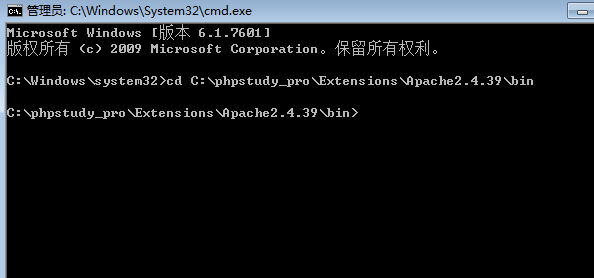 管理员: C:\Windows\System32\cmd.exe
Microsoft Windows [版本 6.1.7601]
版权所有 (c) 2009 Microsoft Corporation。保留所有权利。
C:\Windows\system32>cd C:\phpstudy_pro\Extensions\Apache2.4.39\bin
C:\phpstudy_pro\Extensions\Apache2.4.39\bin>